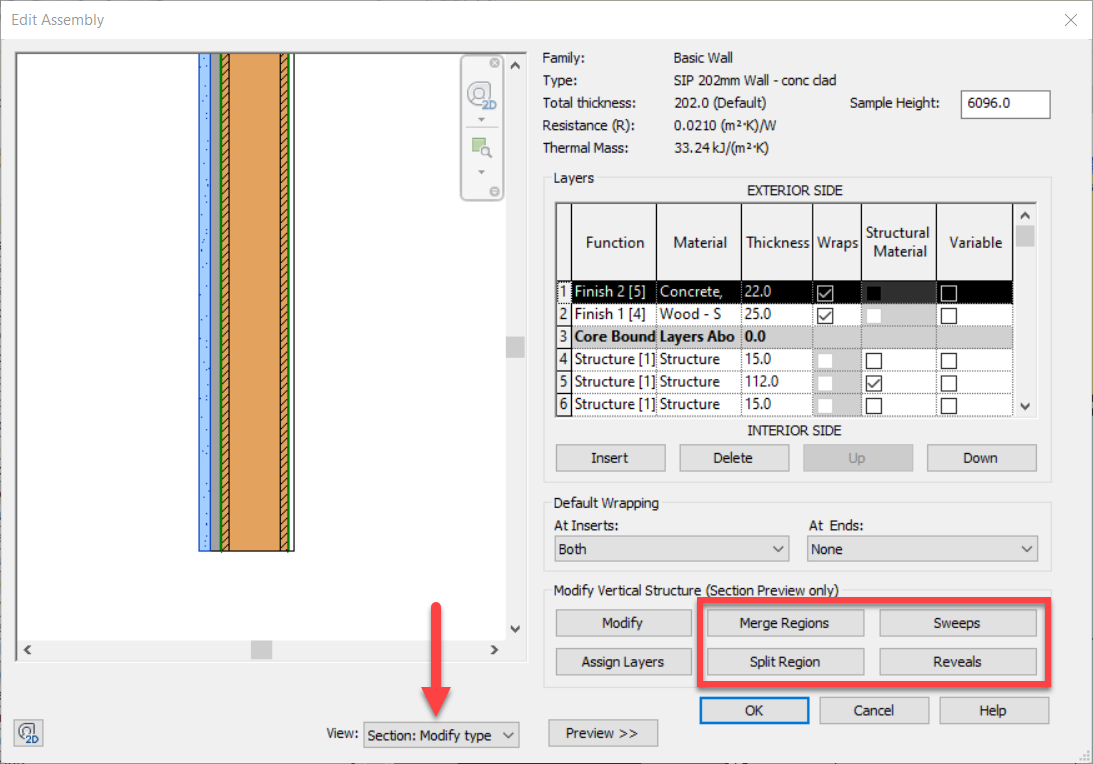 Edit Assembly
2D
Family: Basic Wall
Type: SIP 202mm Wall - conc clad
Total thickness: 202.0 (Default) Sample Height: 6096.0
Resistance (R): 0.0210 (m²·K)/W
Thermal Mass: 33.24 kJ/(m²·K)
Layers
EXTERIOR SIDE
Function Material Thickness Wraps Structural Material Variable
1 Finish 2 [5] Concrete, 22.0
2 Finish 1 [4] Wood - S 25.0
3 Core Bound Layers Abo 0.0
4 Structure [1] Structure 15.0
5 Structure [1] Structure 112.0
6 Structure [1] Structure 15.0
INTERIOR SIDE
Insert Delete Up Down
Default Wrapping
At Inserts: At Ends:
Both None
Modify Vertical Structure (Section Preview only)
Modify Merge Regions Sweeps
Assign Layers Split Region Reveals
OK Cancel Help
2D View: Section: Modify type Preview >>